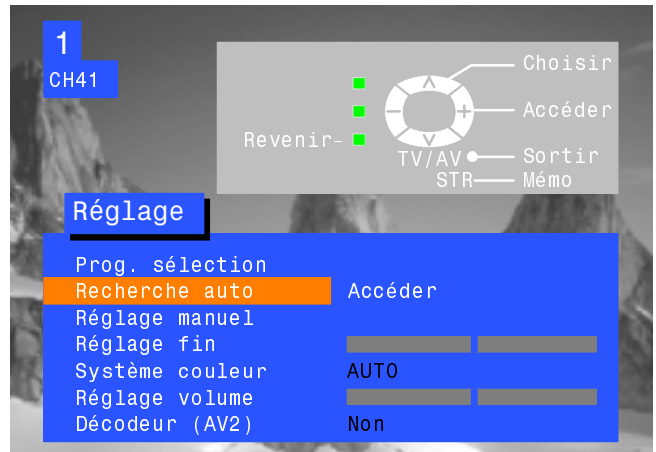 1
CH41
Choisir
Accéder
Revenir–
TV/AV Sortir
STR Mémo
Réglage
Prog. sélection
Recherche auto Accéder
Réglage manuel
Réglage fin
Système couleur AUTO
Réglage volume
Décodeur (AV2) Non